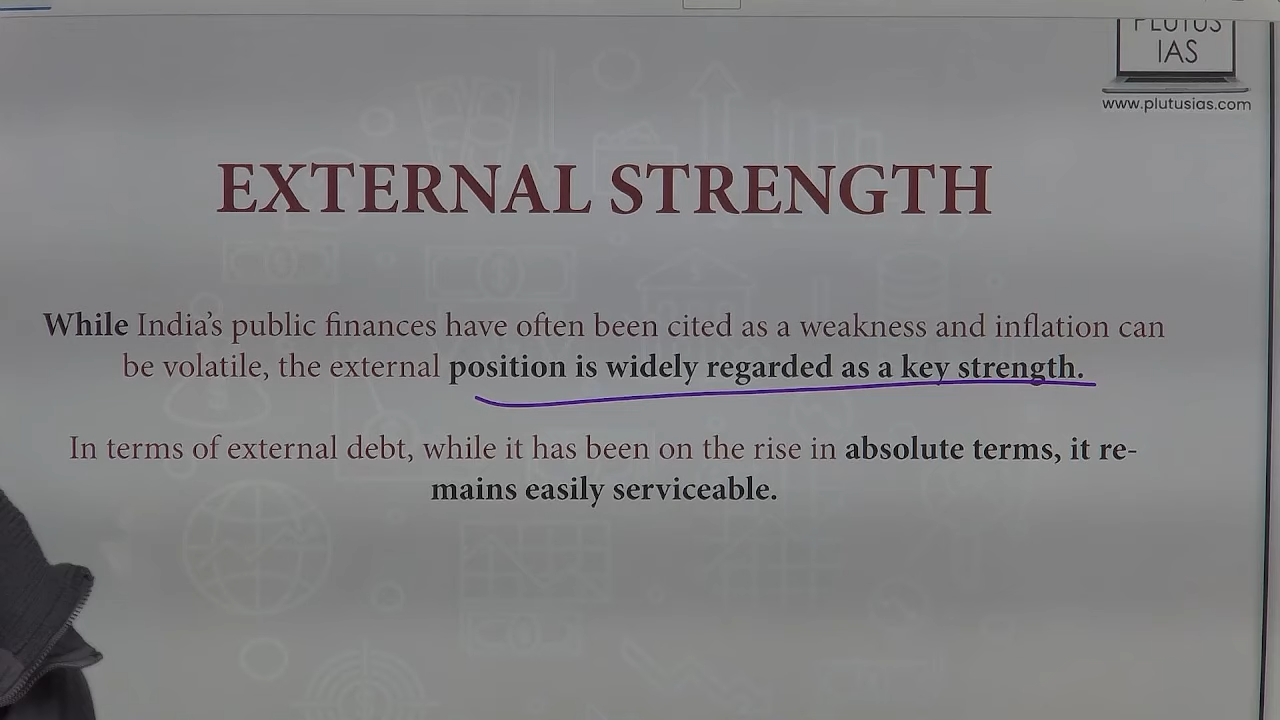 PLUTUS
IAS
www.plutusias.com
EXTERNAL STRENGTH
While India's public finances have often been cited as a weakness and inflation can
be volatile, the external position is widely regarded as a key strength.
In terms of external debt, while it has been on the rise in absolute terms, it re-
mains easily serviceable.